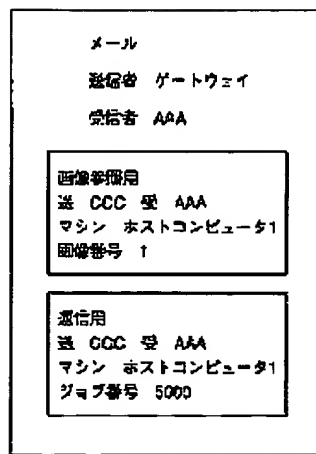 メール
送信者 ゲートウェイ
受信者 AAA
画像参照用
送 CCC 受 AAA
マシン ホストコンピュータ1
画像番号 1
返信用
送 CCC 受 AAA
マシン ホストコンピュータ1
ジョブ番号 5000